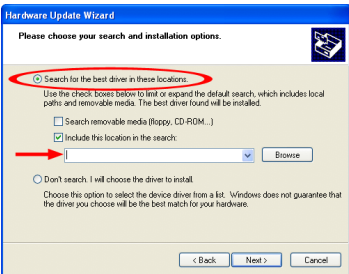 Hardware Update Wizard
Please choose your search and installation options.
Search for the best driver in these locations.
Use the check boxes below to limit or expand the default search, which includes local
paths and removable media. The best driver found will be installed.
Search removable media (floppy, CD-ROM...)
Include this location in the search:
Browse
Don't search. I will choose the driver to install.
Choose this option to select the device driver from a list. Windows does not guarantee that
the driver you choose will be the best match for your hardware.
< Back Next > Cancel